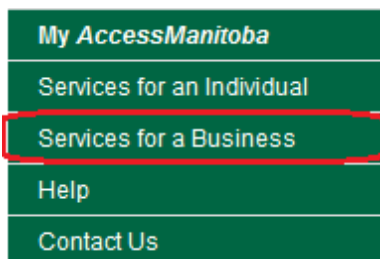 My AccessManitoba
Services for an Individual
Services for a Business
Help
Contact Us